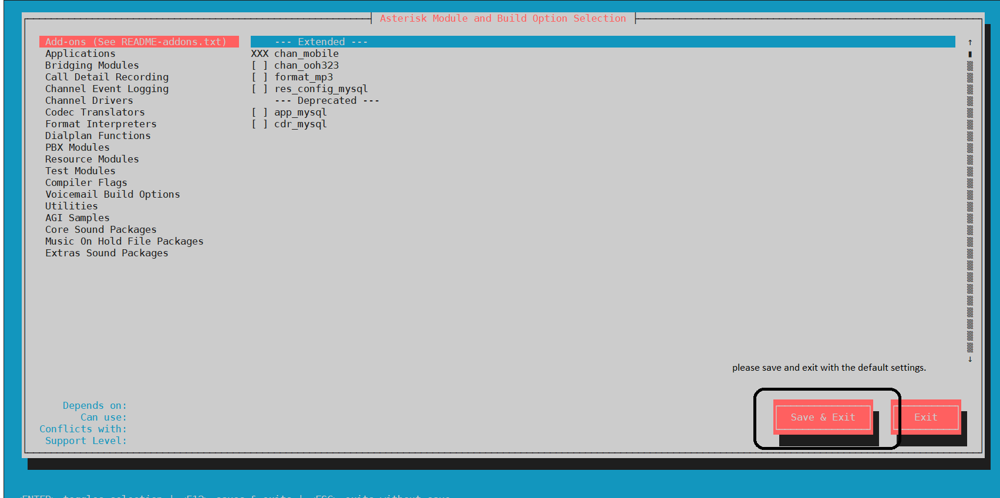 Asterisk Module and Build Option Selection
Add-ons (See README-addons.txt) --- Extended ---
Applications XXX chan_mobile
Bridging Modules [ ] chan_ooh323
Call Detail Recording [ ] format_mp3
Channel Event Logging [ ] res_config_mysql
Channel Drivers --- Deprecated ---
Codec Translators [ ] app_mysql
Format Interpreters [ ] cdr_mysql
Dialplan Functions
PBX Modules
Resource Modules
Test Modules
Compiler Flags
Voicemail Build Options
Utilities
AGI Samples
Core Sound Packages
Music On Hold File Packages
Extras Sound Packages
please save and exit with the default settings.
Depends on:
Can use:
Conflicts with:
Support Level:
Save & Exit Exit
<ENTER> toggles selection | <F12> saves & exits | <ESC> exits without save